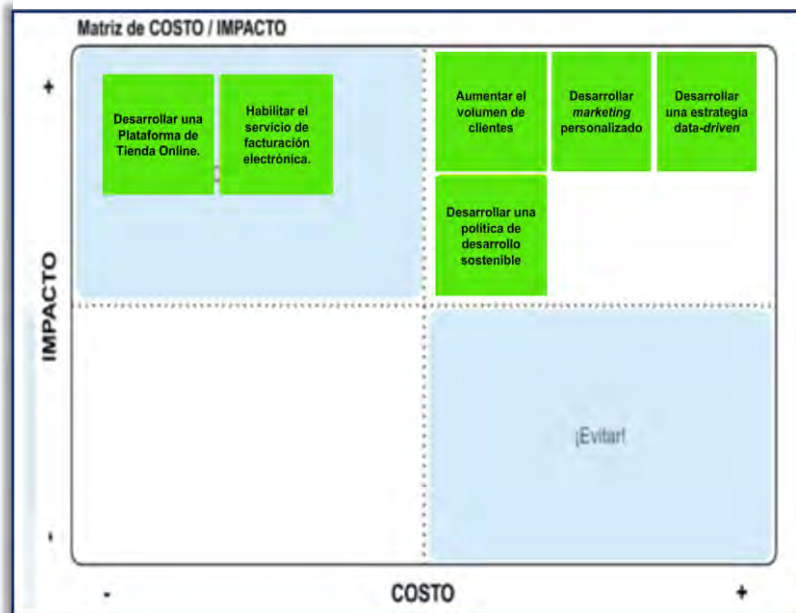 Matriz de COSTO / IMPACTO
+
Desarrollar una
Plataforma de
Tienda Online.
Habilitar el
servicio de
facturación
electrónica.
Aumentar el
volumen de
clientes
Desarrollar
marketing
personalizado
Desarrollar
una estrategia
data-driven
Desarrollar una
política de
desarrollo
sostenible
IMPACTO
¡Evitar!
-
-
COSTO
+